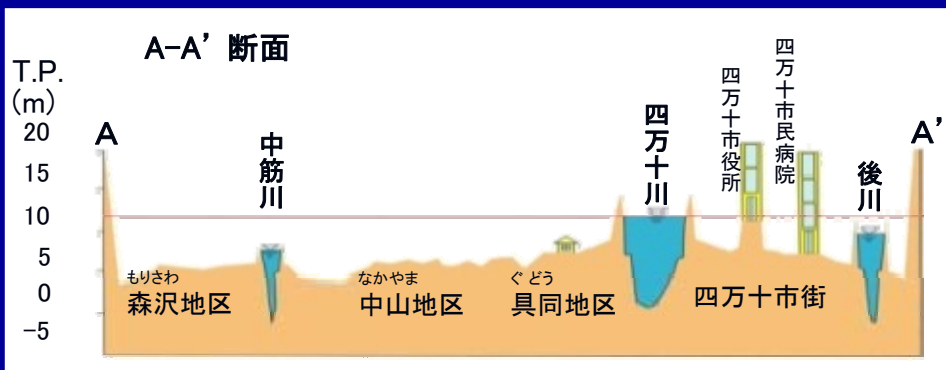 A-A’ 断面
T.P.
(m)
20
15
10
5
0
-5
A
中筋川
四万十川
四万十市役所
四万十市民病院
後川
A’
もりさわ
森沢地区
なかやま
中山地区
ぐどう
具同地区
四万十市街